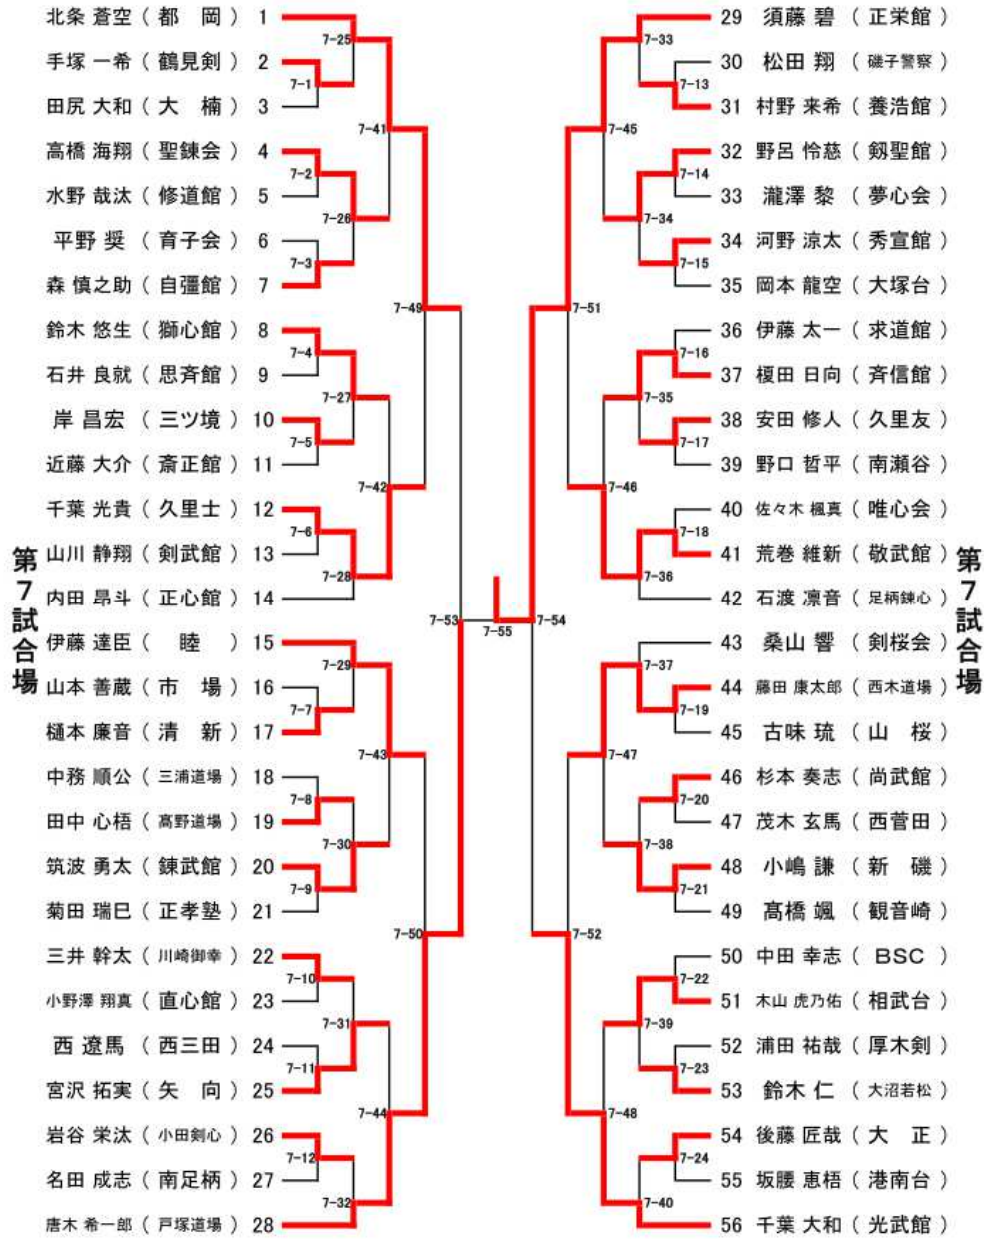 北条 蒼空 ( 都　岡 ) 1
手塚 一希 ( 鶴見剣 ) 2
田尻 大和 ( 大　楠 ) 3
高橋 海翔 ( 聖錬会 ) 4
水野 哉汰 ( 修道館 ) 5
平野 奨 ( 育子会 ) 6
森 慎之助 ( 自彊館 ) 7
鈴木 悠生 ( 獅心館 ) 8
石井 良就 ( 思斉館 ) 9
岸 昌宏 ( 三ツ境 ) 10
近藤 大介 ( 斎正館 ) 11
千葉 光貴 ( 久里士 ) 12
山川 静翔 ( 剣武館 ) 13
内田 昂斗 ( 正心館 ) 14
伊藤 達臣 ( 睦 ) 15
山本 善蔵 ( 市　場 ) 16
樋本 廉音 ( 清　新 ) 17
中務 順公 ( 三浦道場 ) 18
田中 心梧 ( 高野道場 ) 19
筑波 勇太 ( 錬武館 ) 20
菊田 瑞巳 ( 正孝塾 ) 21
三井 幹太 ( 川崎御幸 ) 22
小野澤 翔真 ( 直心館 ) 23
西 遼馬 ( 西三田 ) 24
宮沢 拓実 ( 矢　向 ) 25
岩谷 栄汰 ( 小田剣心 ) 26
名田 成志 ( 南足柄 ) 27
唐木 希一郎 ( 戸塚道場 ) 28
第7試合場
7-1
7-2
7-3
7-4
7-5
7-6
7-7
7-8
7-9
7-10
7-11
7-12
7-25
7-26
7-27
7-28
7-29
7-30
7-31
7-32
7-41
7-42
7-43
7-44
7-49
7-50
7-53
7-55
7-54
7-51
7-52
7-45
7-46
7-47
7-48
7-33
7-34
7-35
7-36
7-37
7-38
7-39
7-40
7-13
7-14
7-15
7-16
7-17
7-18
7-19
7-20
7-21
7-22
7-23
7-24
29 須藤 碧 ( 正栄館 )
30 松田 翔 ( 磯子警察 )
31 村野 来希 ( 養浩館 )
32 野呂 怜慈 ( 剱聖館 )
33 瀧澤 黎 ( 夢心会 )
34 河野 涼太 ( 秀宣館 )
35 岡本 龍空 ( 大塚台 )
36 伊藤 太一 ( 求道館 )
37 榎田 日向 ( 斉信館 )
38 安田 修人 ( 久里友 )
39 野口 哲平 ( 南瀬谷 )
40 佐々木 楓真 ( 唯心会 )
41 荒巻 維新 ( 敬武館 )
42 石渡 凛音 ( 足柄錬心 )
43 桑山 響 ( 剣桜会 )
44 藤田 康太郎 ( 西木道場 )
45 古味 琉 ( 山　桜 )
46 杉本 奏志 ( 尚武館 )
47 茂木 玄馬 ( 西菅田 )
48 小嶋 謙 ( 新　磯 )
49 髙橋 颯 ( 観音崎 )
50 中田 幸志 ( BSC )
51 木山 虎乃佑 ( 相武台 )
52 浦田 祐哉 ( 厚木剣 )
53 鈴木 仁 ( 大沼若松 )
54 後藤 匠哉 ( 大　正 )
55 坂腰 恵梧 ( 港南台 )
56 千葉 大和 ( 光武館 )
第7試合場